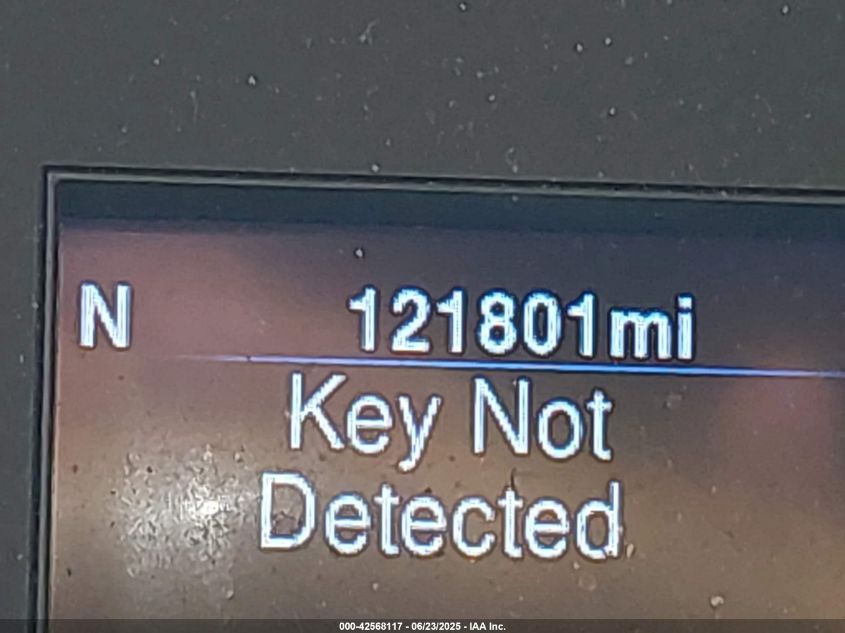 N 121801mi
Key Not
Detected
000-42568117 - 06/23/2025 - IAA Inc.